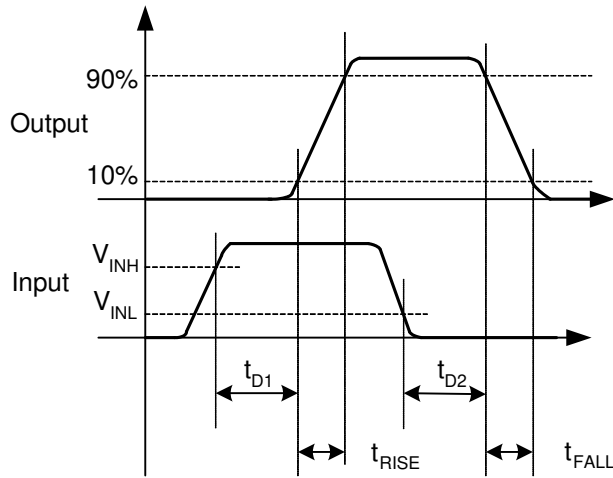 90%
Output
10%
V_INH
Input
V_INL
t_D1
t_D2
t_RISE
t_FALL